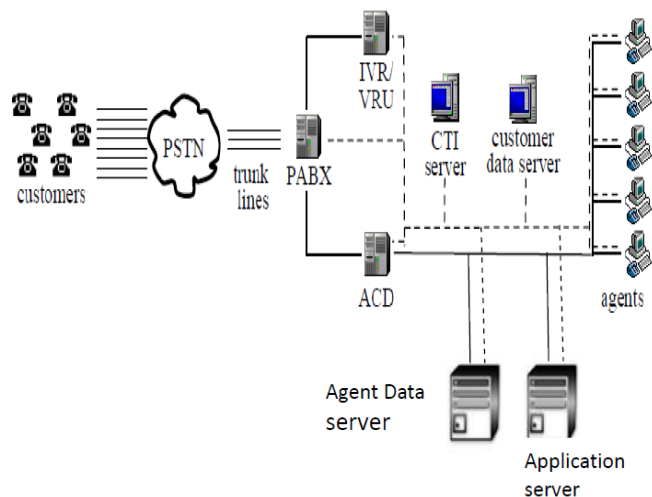 IVR/
VRU
PSTN
customers
trunk
lines
PABX
CTI
server
customer
data server
ACD
agents
Agent Data
server
Application
server